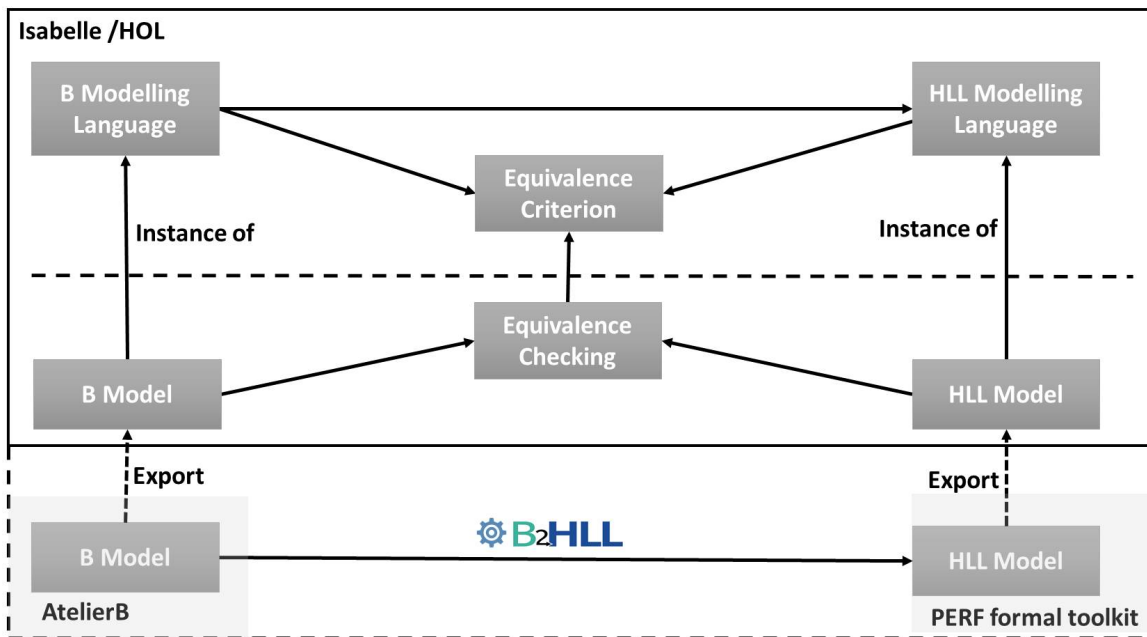 Isabelle /HOL
B Modelling
Language
HLL Modelling
Language
Equivalence
Criterion
Instance of
Instance of
Equivalence
Checking
B Model
HLL Model
Export
Export
B2HLL
B Model
HLL Model
AtelierB
PERF formal toolkit